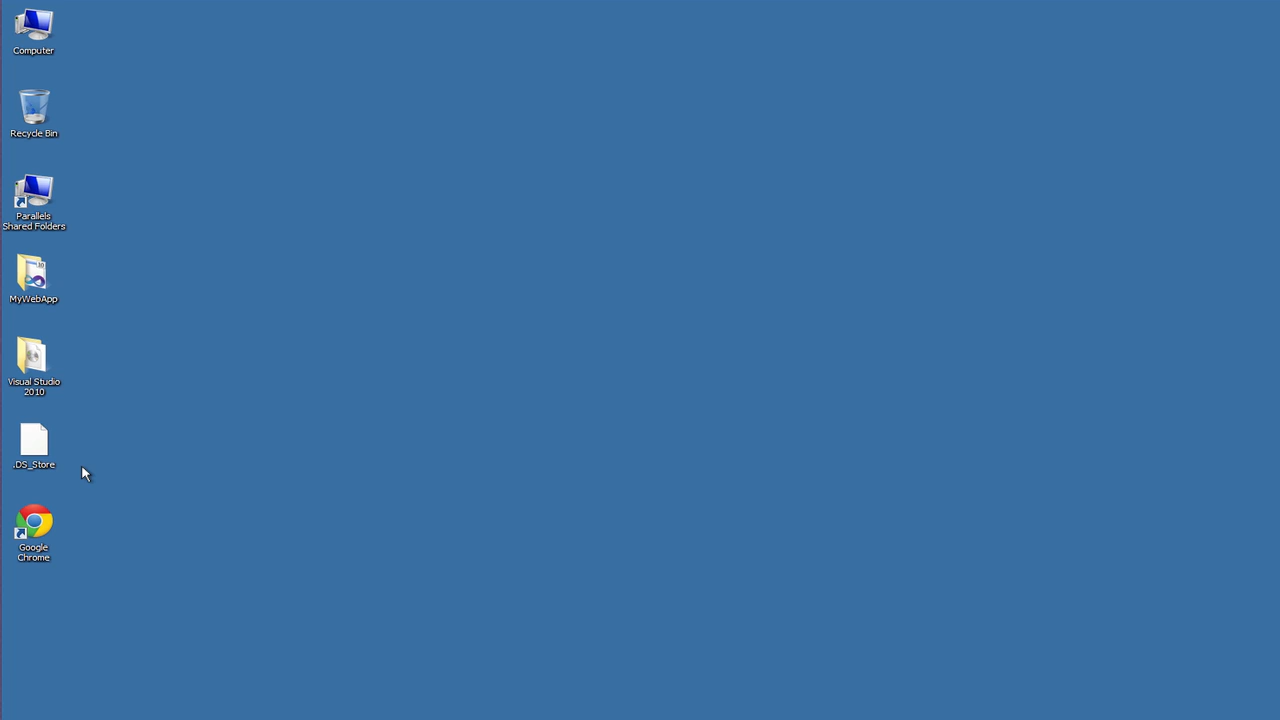 Computer
Recycle Bin
Parallels
Shared Folders
MyWebApp
Visual Studio
2010
.DS_Store
Google
Chrome